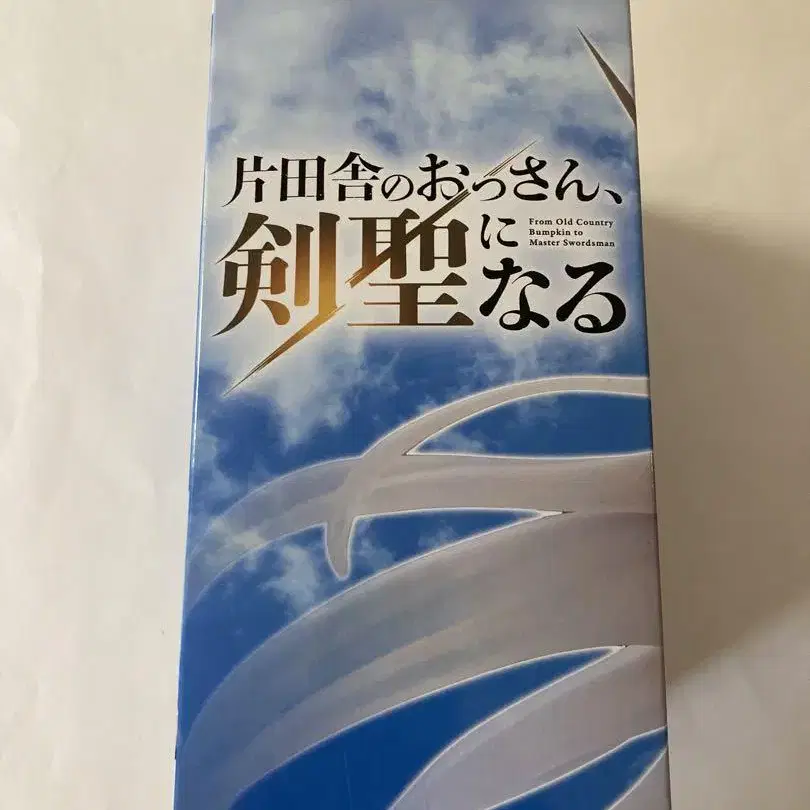 片田舎のおっさん、
剣聖になる
From Old Country
Bumpkin to
Master Swordsman